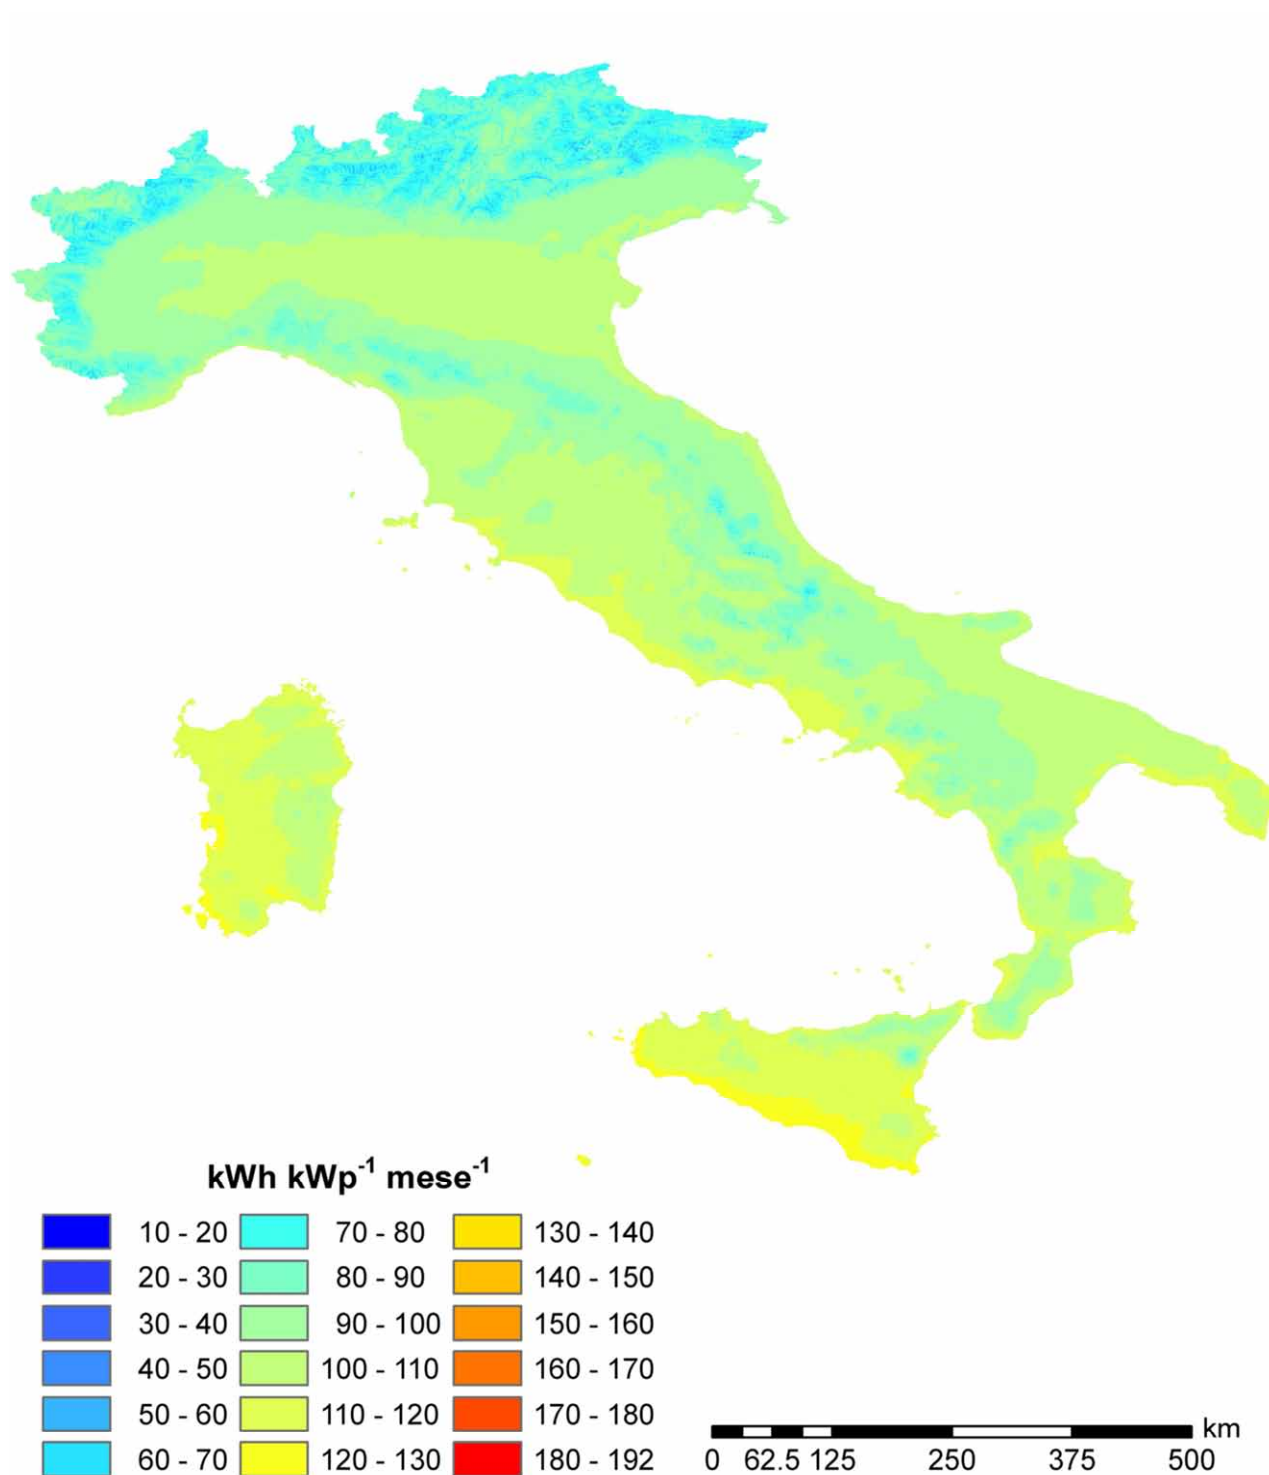 kWh kWp-1 mese-1
10 - 20 70 - 80 130 - 140
20 - 30 80 - 90 140 - 150
30 - 40 90 - 100 150 - 160
40 - 50 100 - 110 160 - 170
50 - 60 110 - 120 170 - 180
60 - 70 120 - 130 180 - 192
km
0 62.5 125 250 375 500